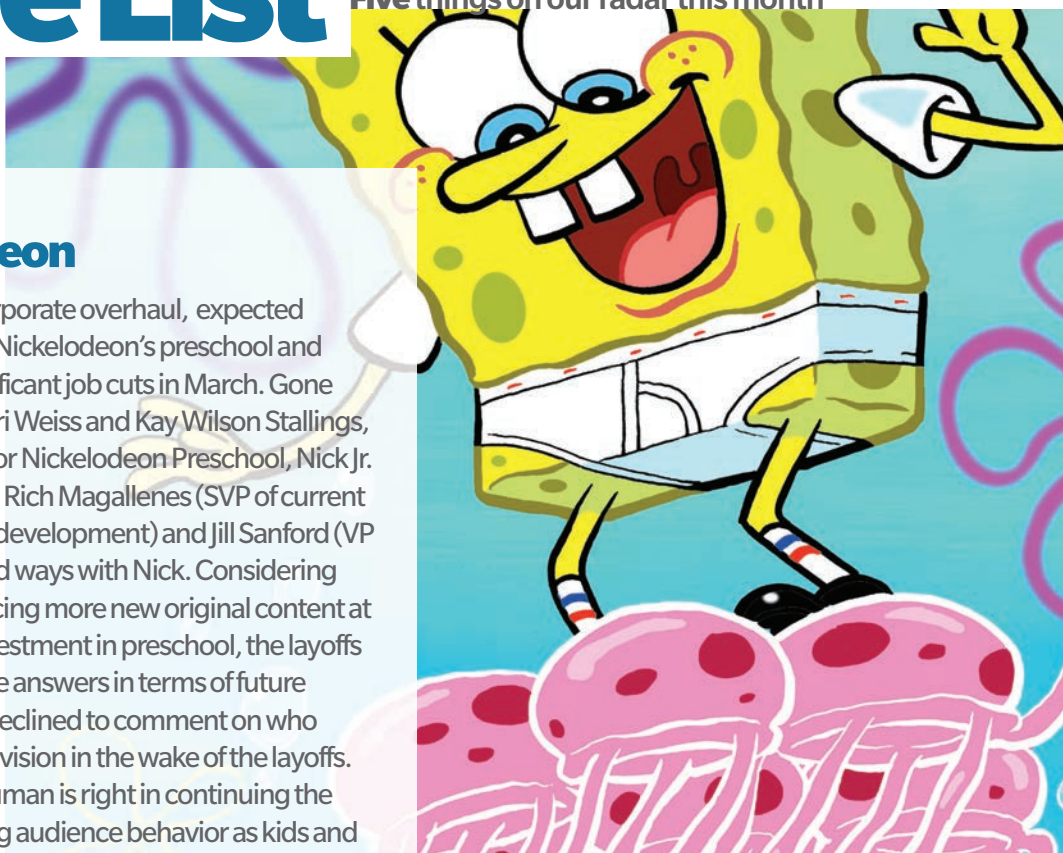 e List
Five things on our radar this month
eon
rporate overhaul, expected
Nickelodeon's preschool and
ficant job cuts in March. Gone
ri Weiss and Kay Wilson Stallings,
or Nickelodeon Preschool, Nick Jr.
Rich Magallenes (SVP of current
development) and Jill Sanford (VP
d ways with Nick. Considering
cing more new original content at
estment in preschool, the layoffs
e answers in terms of future
eclined to comment on who
vision in the wake of the layoffs.
uman is right in continuing the
g audience behavior as kids and